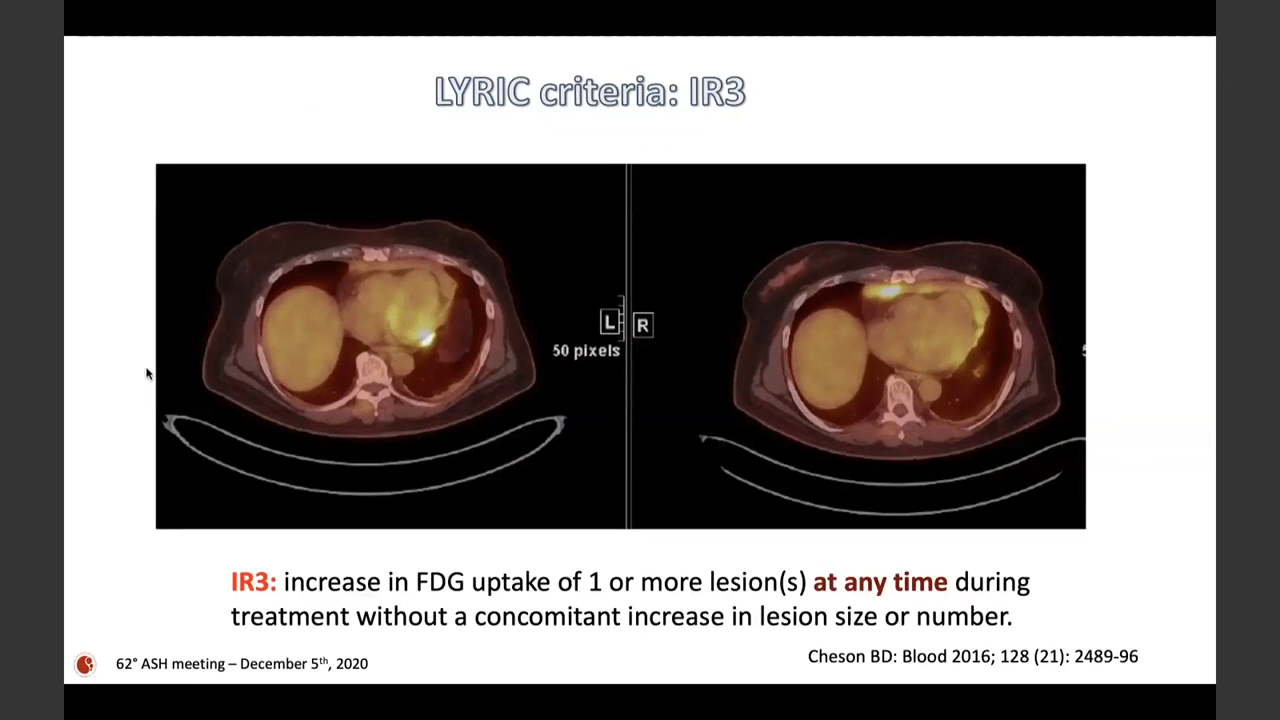 LYRIC criteria: IR3
L
R
50 pixels
IR3: increase in FDG uptake of 1 or more lesion(s) at any time during
treatment without a concomitant increase in lesion size or number.
Cheson BD: Blood 2016; 128 (21): 2489-96
62° ASH meeting – December 5th, 2020